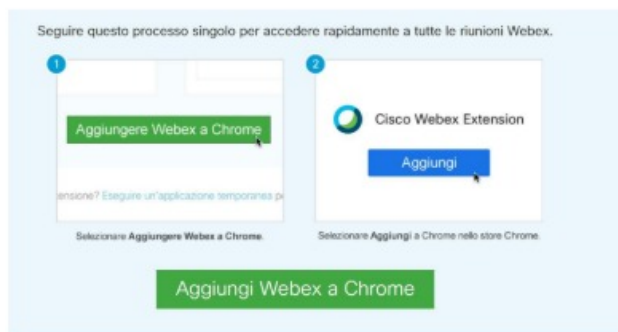 Seguire questo processo singolo per accedere rapidamente a tutte le riunioni Webex.
1
Aggiungere Webex a Chrome
ensione? Eseguire un'applicazione temporanea
Selezionare Aggiungere Webex a Chrome.
2
Cisco Webex Extension
Aggiungi
Selezionare Aggiungi a Chrome nello store Chrome.
Aggiungi Webex a Chrome